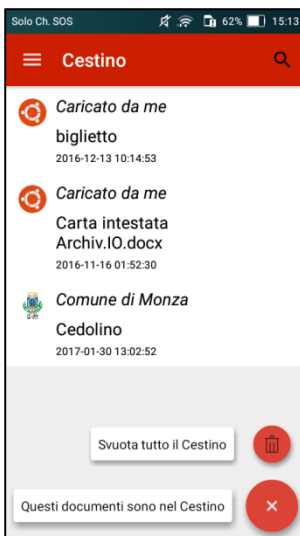 Solo Ch. SOS 62% 15:13
Cestino
Caricato da me
biglietto
2016-12-13 10:14:53
Caricato da me
Carta intestata
Archiv.IO.docx
2016-11-16 01:52:30
Comune di Monza
Cedolino
2017-01-30 13:02:52
Svuota tutto il Cestino
Questi documenti sono nel Cestino